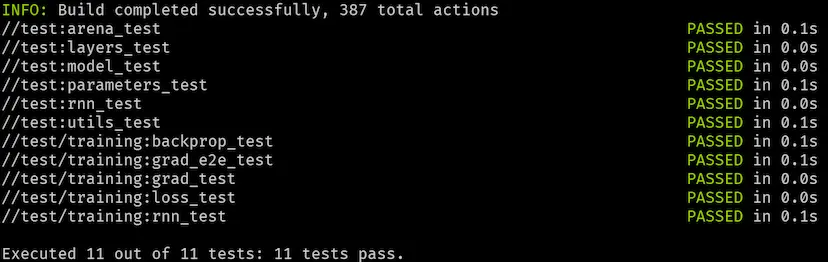 INFO: Build completed successfully, 387 total actions
//test:arena_test PASSED in 0.1s
//test:layers_test PASSED in 0.0s
//test:model_test PASSED in 0.0s
//test:parameters_test PASSED in 0.1s
//test:rnn_test PASSED in 0.0s
//test:utils_test PASSED in 0.1s
//test/training:backprop_test PASSED in 0.1s
//test/training:grad_e2e_test PASSED in 0.1s
//test/training:grad_test PASSED in 0.0s
//test/training:loss_test PASSED in 0.0s
//test/training:rnn_test PASSED in 0.1s
Executed 11 out of 11 tests: 11 tests pass.